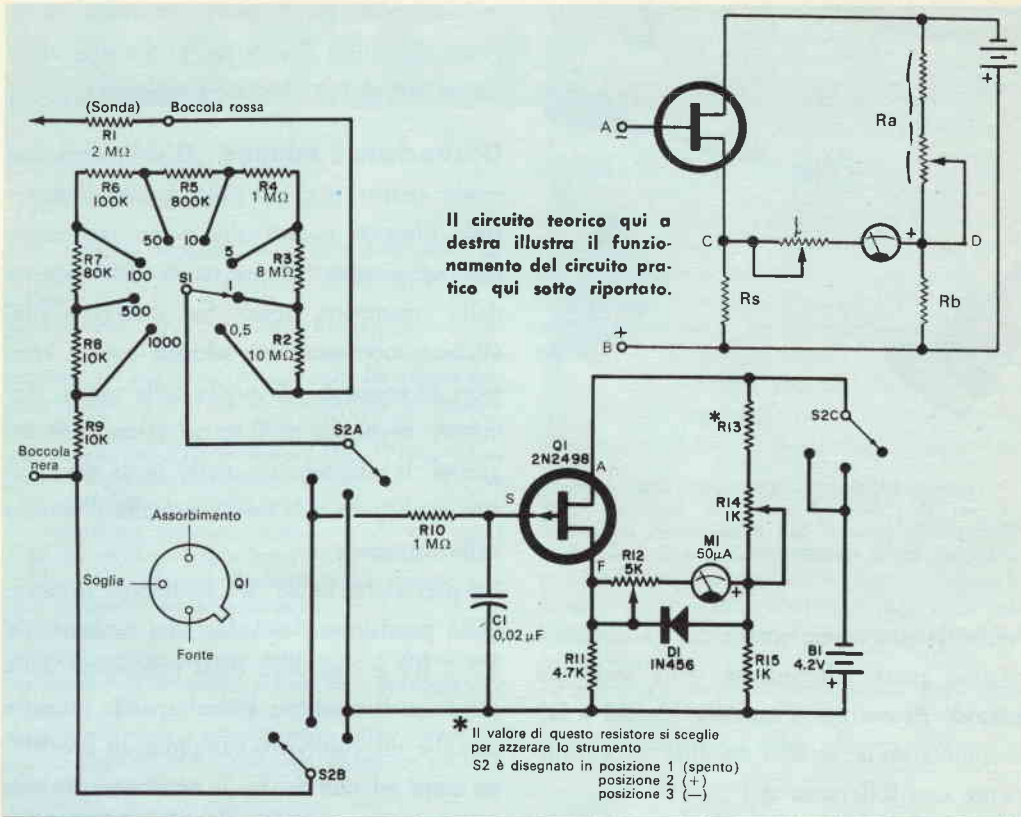 (Sonda)
Boccola rossa
R1
2 MΩ
R6
100K
R5
800K
R4
1 MΩ
50
10
R7
80K
100
5
R3
8 MΩ
S1
1
500
1000
0,5
R2
10 MΩ
R8
10K
R9
10K
Boccola
nera
S2A
Assorbimento
Soglia
Q1
Fonte
S2B
A
Ra
Il circuito teorico qui a
destra illustra il funzio-
namento del circuito pra-
tico qui sotto riportato.
C
+
D
Rs
Rb
+
B
+
Q1
2N2498
A
S
F
R10
1 MΩ
C1
0,02 µF
R12
5K
M1
50µA
+
D1
1N456
R11
4.7K
*R13
R14
1K
R15
1K
S2C
B1
4.2V
+
* Il valore di questo resistore si sceglie
per azzerare lo strumento
S2 è disegnato in posizione 1 (spento)
posizione 2 (+)
posizione 3 (—)